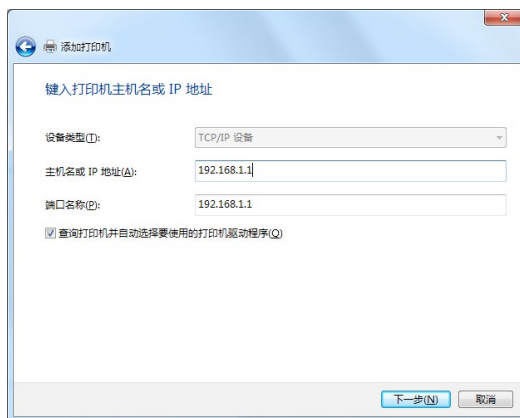 添加打印机
键入打印机主机名或 IP 地址
设备类型(T): TCP/IP 设备
主机名或 IP 地址(A): 192.168.1.1
端口名称(P): 192.168.1.1
查询打印机并自动选择要使用的打印机驱动程序(Q)
下一步(N) 取消